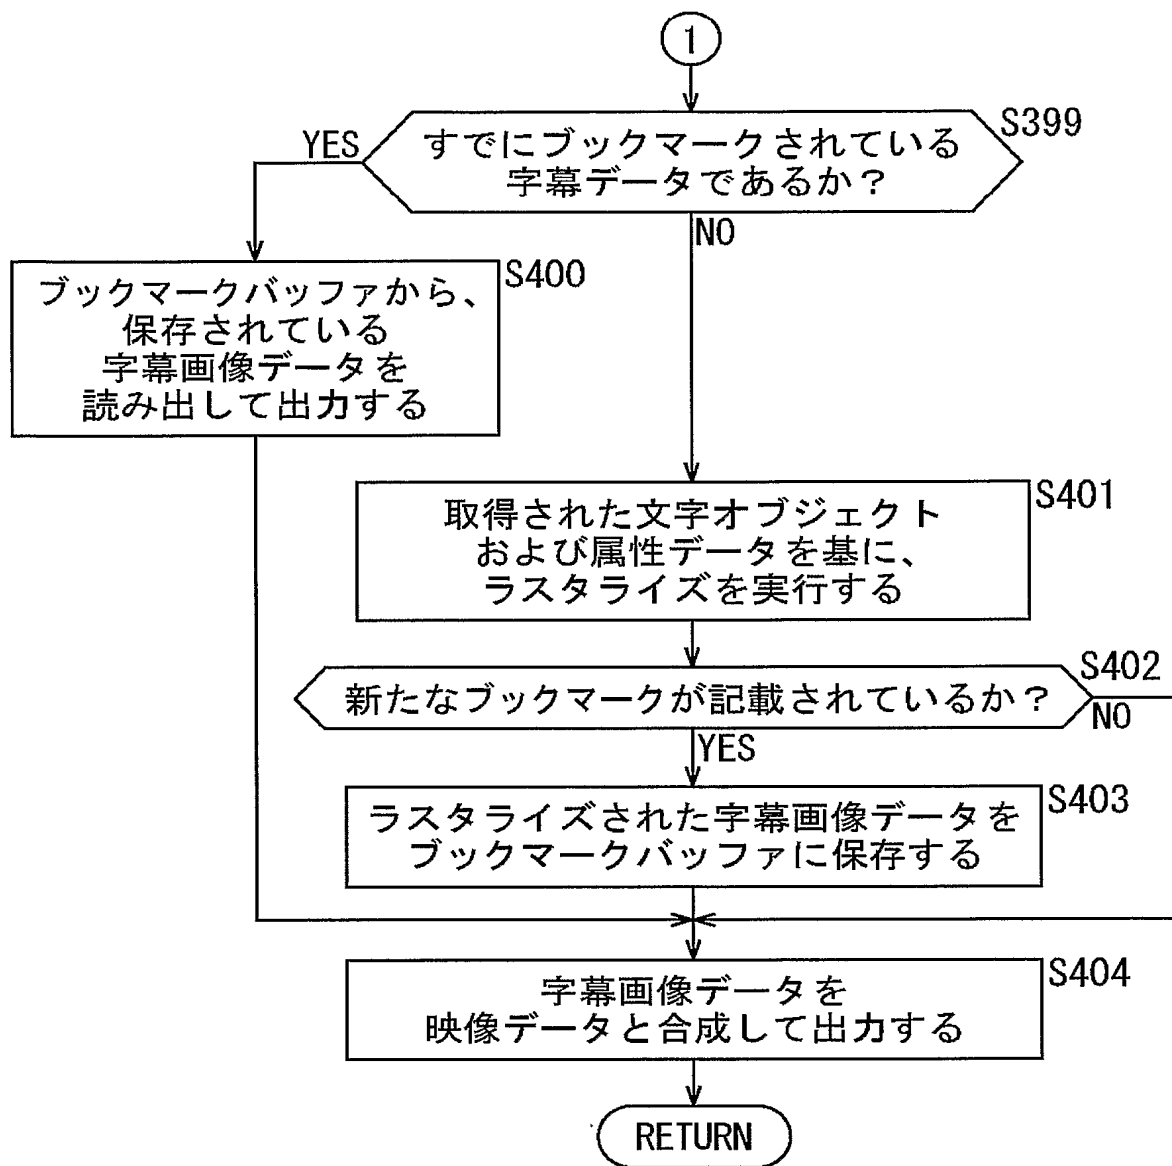 1
S399
すでにブックマークされている
字幕データであるか？
YES
NO
S400
ブックマークバッファから、
保存されている
字幕画像データを
読み出して出力する
S401
取得された文字オブジェクト
および属性データを基に、
ラスタライズを実行する
S402
新たなブックマークが記載されているか？
NO
YES
S403
ラスタライズされた字幕画像データを
ブックマークバッファに保存する
S404
字幕画像データを
映像データと合成して出力する
RETURN